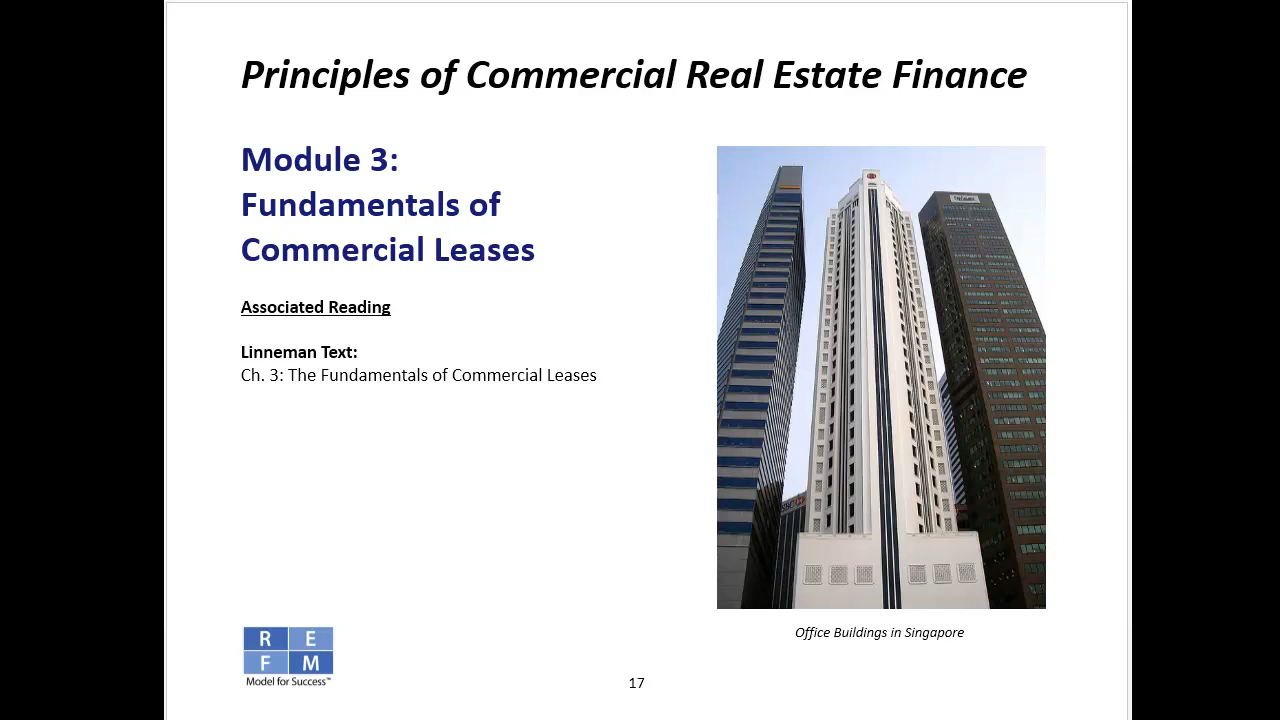 Principles of Commercial Real Estate Finance
Module 3:
Fundamentals of
Commercial Leases
Associated Reading
Linneman Text:
Ch. 3: The Fundamentals of Commercial Leases
Office Buildings in Singapore
R E
F M
Model for Success™
17